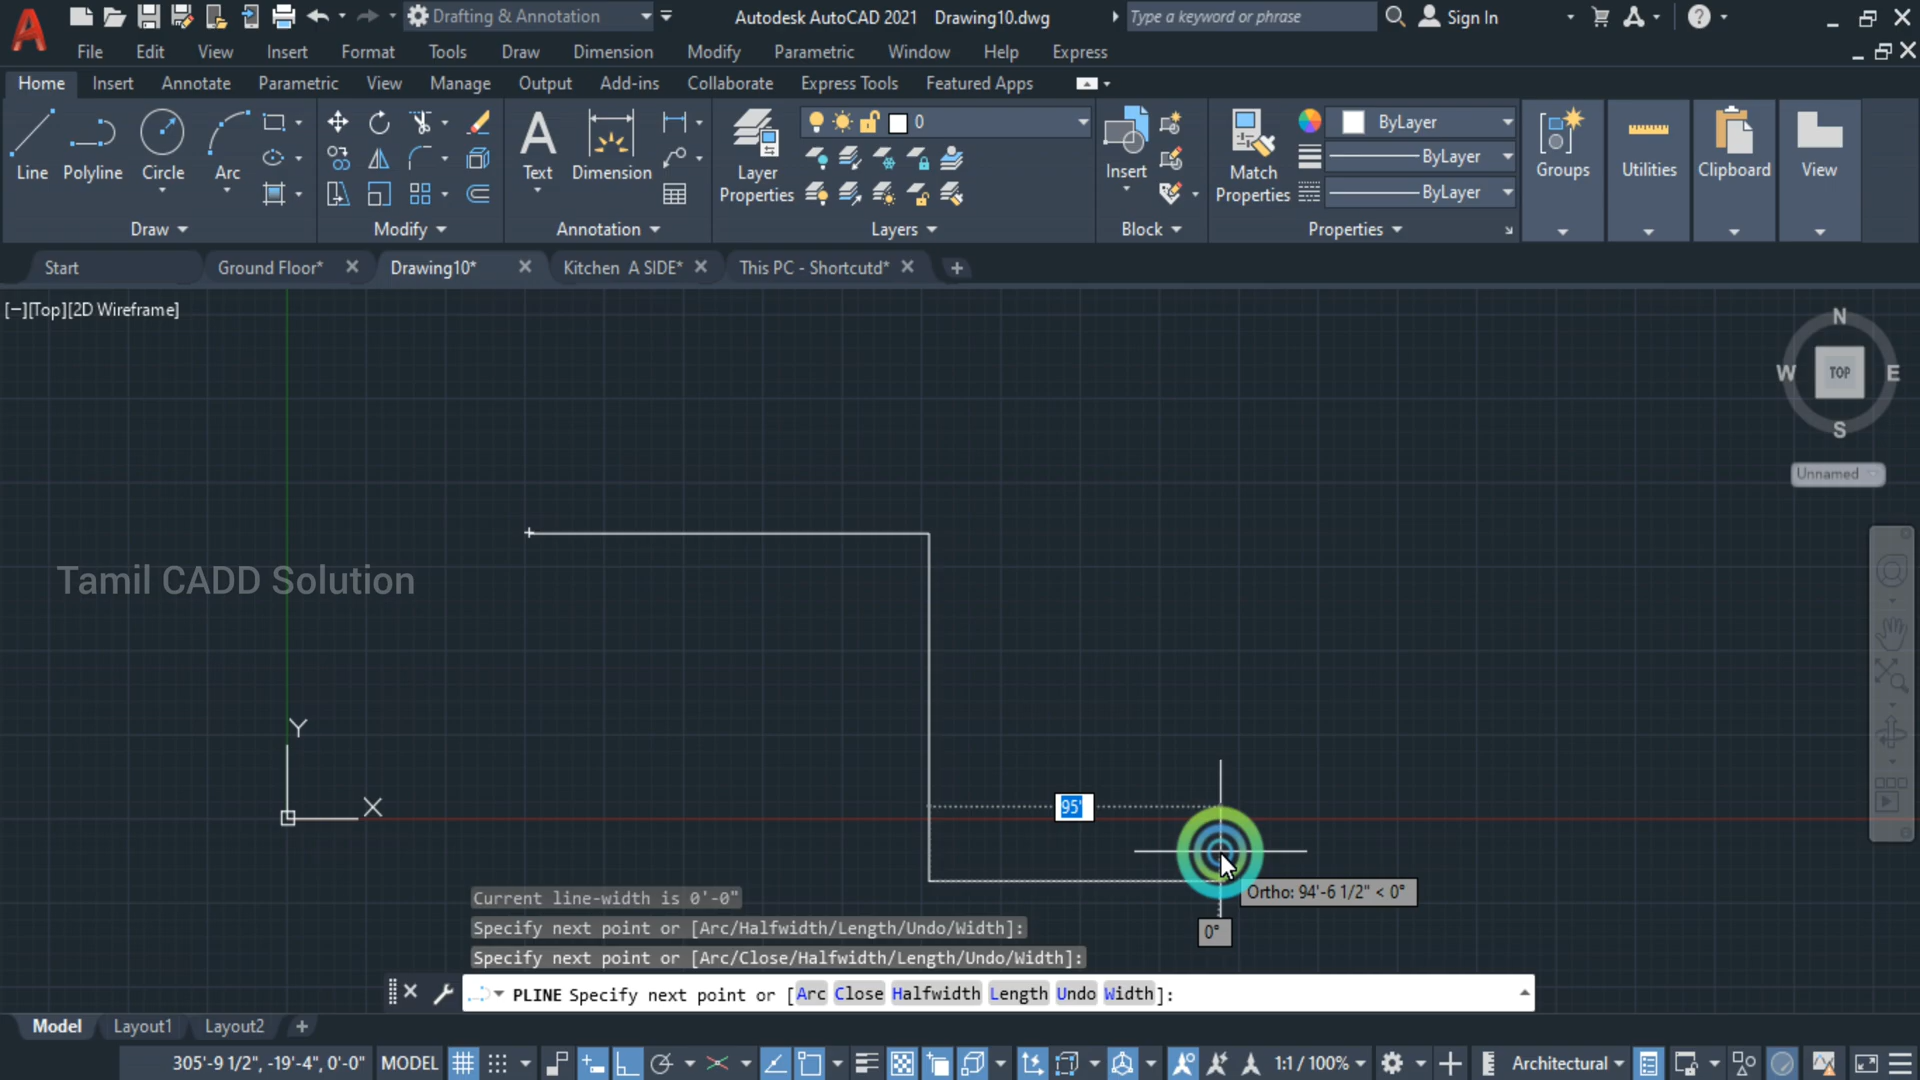 Drafting & Annotation
Autodesk AutoCAD 2021 Drawing10.dwg
Type a keyword or phrase
Sign In
File Edit View Insert Format Tools Draw Dimension Modify Parametric Window Help Express
Home Insert Annotate Parametric View Manage Output Add-ins Collaborate Express Tools Featured Apps
Line Polyline Circle Arc
Text Dimension
Layer Properties
0
Insert
Match Properties
ByLayer
ByLayer
ByLayer
Groups Utilities Clipboard View
Draw Modify Annotation Layers Block Properties
Start Ground Floor* Drawing10* Kitchen A SIDE* This PC - Shortcutd*
[−][Top][2D Wireframe]
N
W TOP E
S
Unnamed
Tamil CADD Solution
Y
X
95'
Ortho: 94'-6 1/2" < 0°
0°
Current line-width is 0'-0"
Specify next point or [Arc/Halfwidth/Length/Undo/Width]:
Specify next point or [Arc/Close/Halfwidth/Length/Undo/Width]:
PLINE Specify next point or [Arc Close Halfwidth Length Undo Width]:
Model Layout1 Layout2
305'-9 1/2", -19'-4", 0'-0" MODEL 1:1 / 100% Architectural